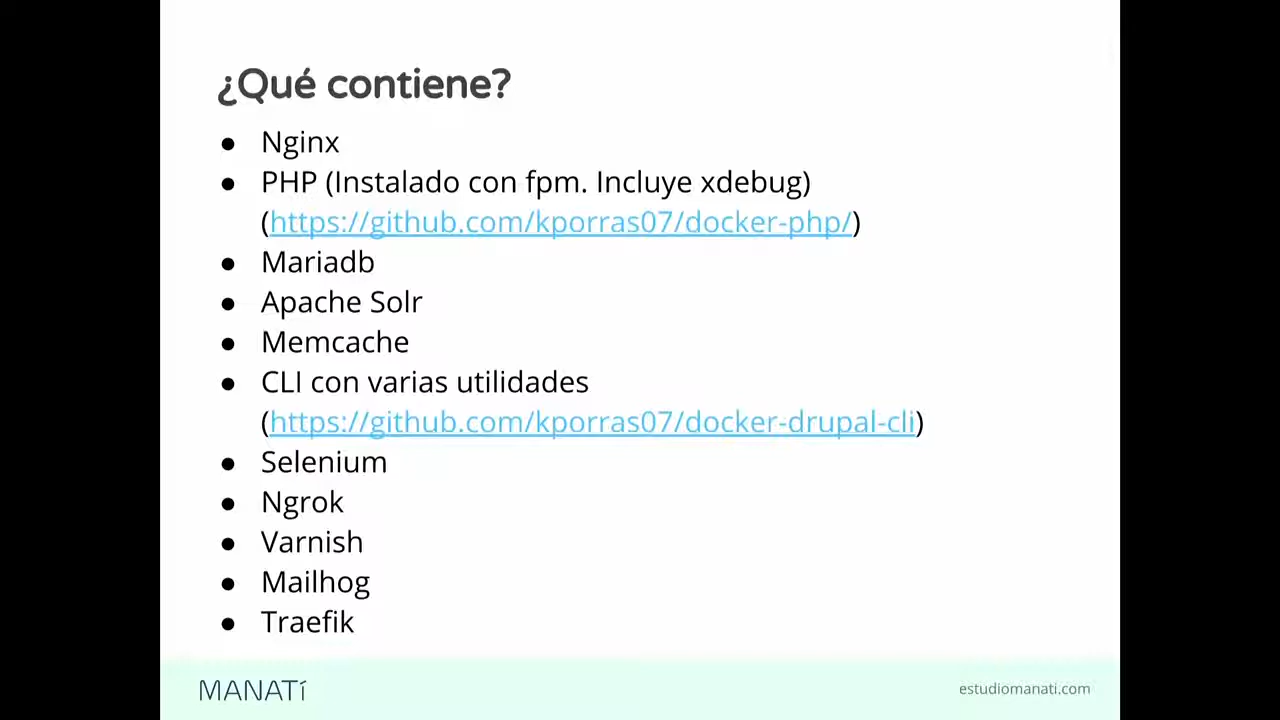 ¿Qué contiene?
● Nginx
● PHP (Instalado con fpm. Incluye xdebug)
(https://github.com/kporras07/docker-php/)
● Mariadb
● Apache Solr
● Memcache
● CLI con varias utilidades
(https://github.com/kporras07/docker-drupal-cli)
● Selenium
● Ngrok
● Varnish
● Mailhog
● Traefik
MANATí
estudiomanati.com